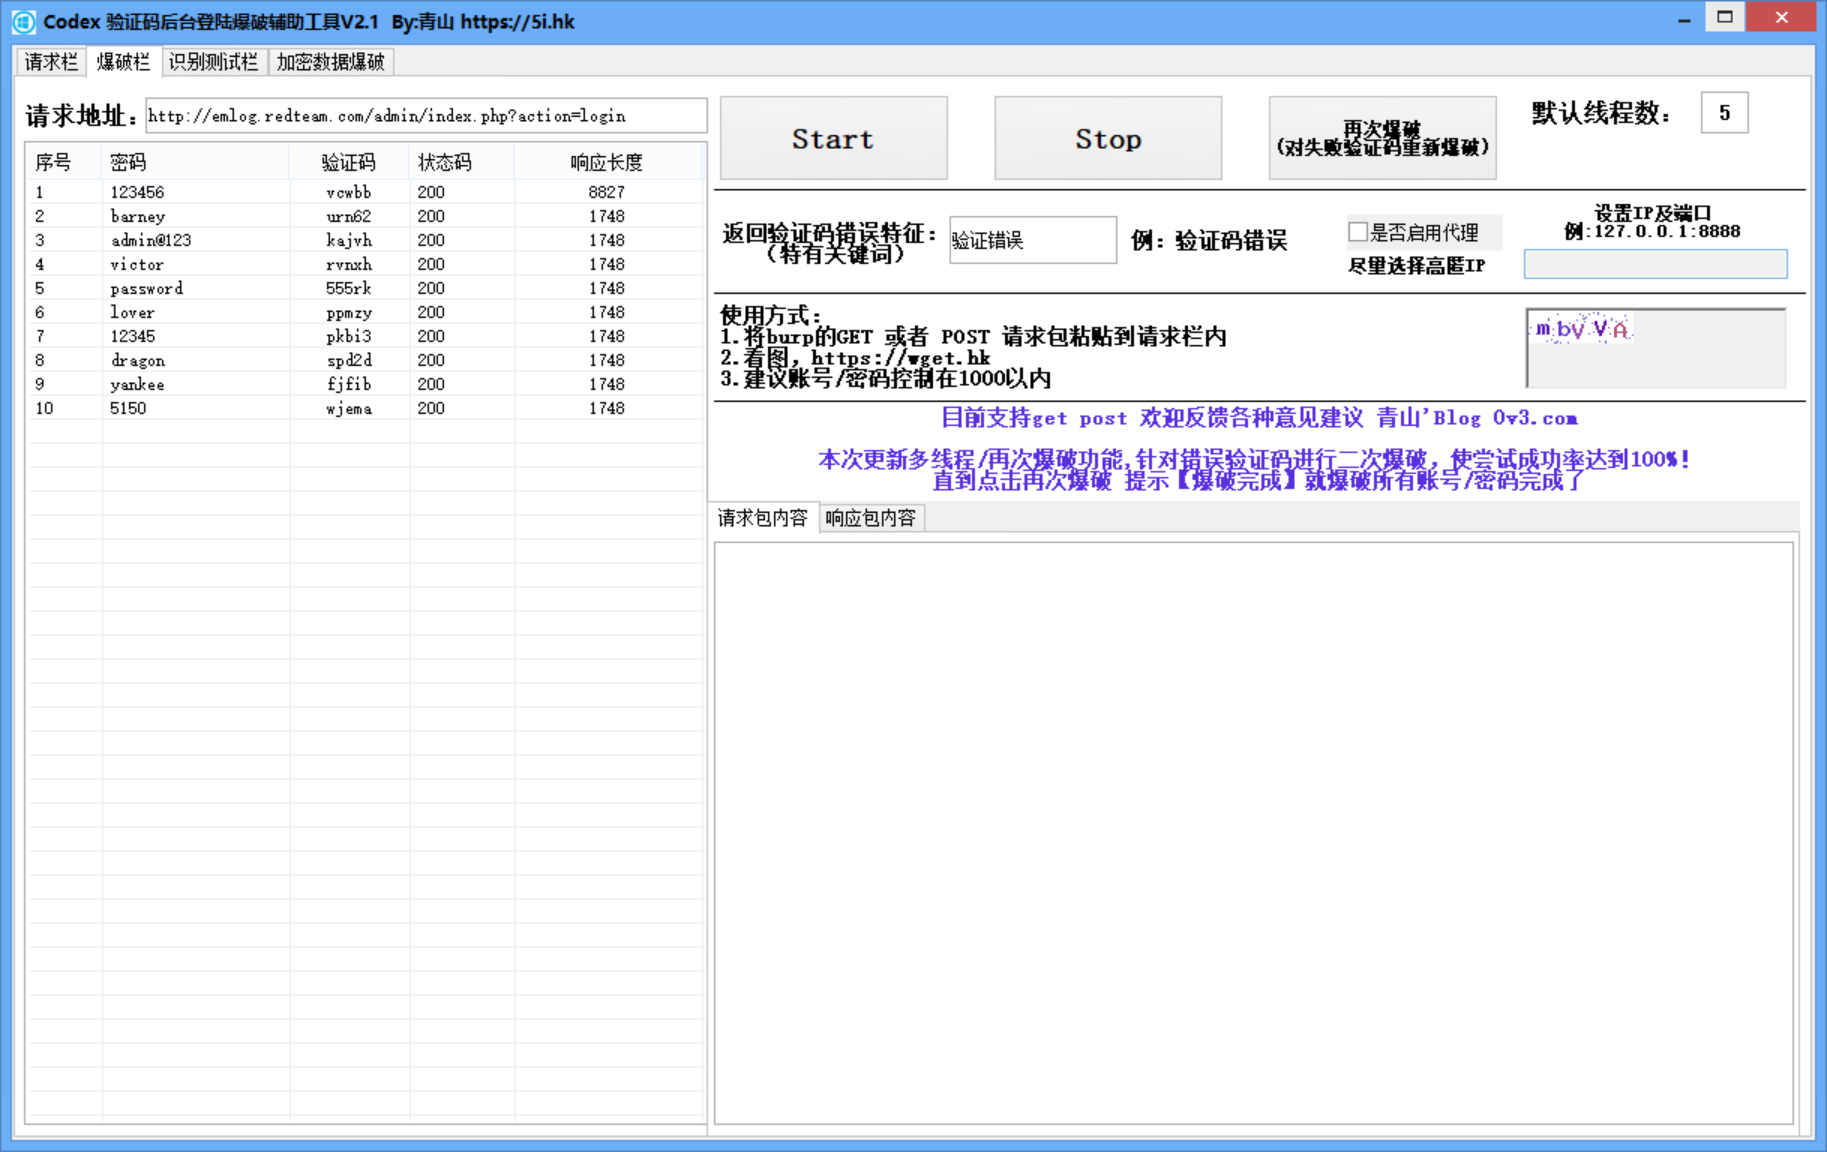 Codex 验证码后台登陆爆破辅助工具V2.1 By:青山 https://5i.hk
请求栏 爆破栏 识别测试栏 加密数据爆破
请求地址： http://emlog.redteam.com/admin/index.php?action=login
Start
Stop
再次爆破
(对失败验证码重新爆破)
默认线程数： 5
序号 密码 验证码 状态码 响应长度
1 123456 vcwbb 200 8827
2 barney urn62 200 1748
3 admin@123 kajvh 200 1748
4 victor rvnxh 200 1748
5 password 555rk 200 1748
6 lover ppmzy 200 1748
7 12345 pkbi3 200 1748
8 dragon spd2d 200 1748
9 yankee fjfib 200 1748
10 5150 wjema 200 1748
返回验证码错误特征：
（特有关键词）
验证错误
例：验证码错误
是否启用代理
尽里选择高匿IP
设置IP及端口
例:127.0.0.1:8888
使用方式：
1.将burp的GET 或者 POST 请求包粘贴到请求栏内
2.看图，https://wget.hk
3.建议账号/密码控制在1000以内
m b V V A
目前支持get post 欢迎反馈各种意见建议 青山'Blog Ov3.com
本次更新多线程/再次爆破功能,针对错误验证码进行二次爆破，使尝试成功率达到100%!
直到点击再次爆破 提示【爆破完成】就爆破所有账号/密码完成了
请求包内容 响应包内容